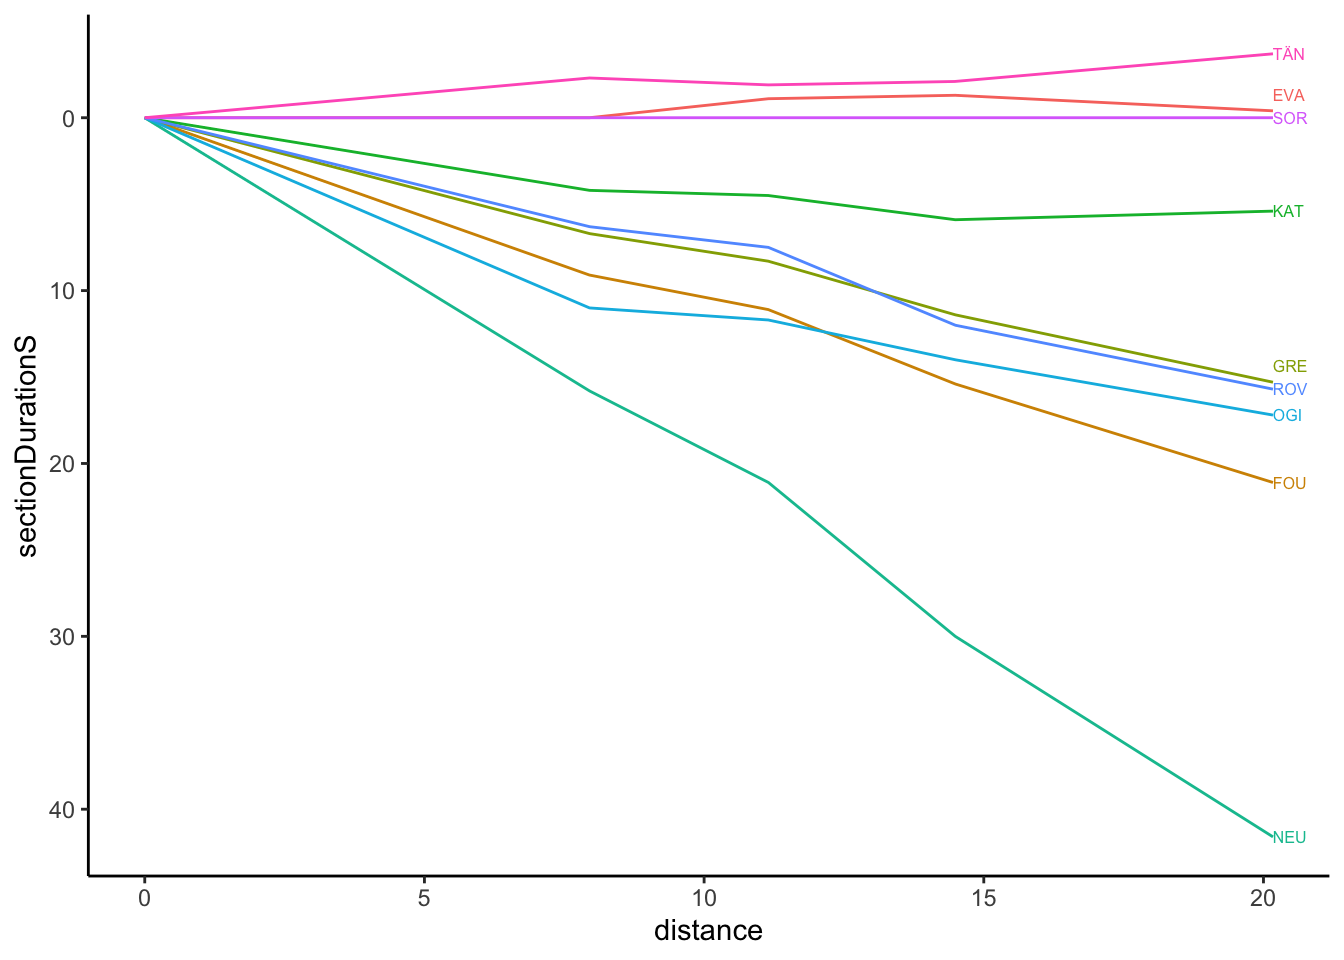 TÄN
EVA
0
SOR
KAT
10
GRE
ROV
OGI
20
FOU
30
40
NEU
0 5 10 15 20
distance
sectionDurationS